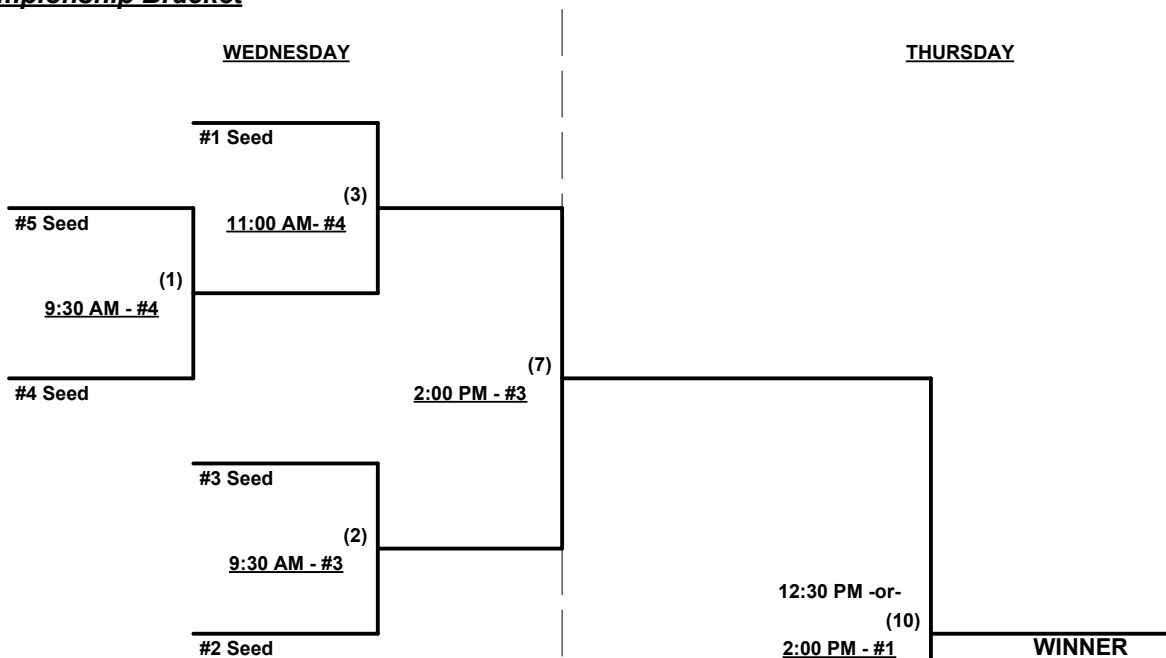 Bracket
WEDNESDAY
THURSDAY
#1 Seed
(3)
11:00 AM- #4
#5 Seed
(1)
9:30 AM - #4
#4 Seed
(7)
2:00 PM - #3
#3 Seed
(2)
9:30 AM - #3
#2 Seed
12:30 PM -or-
(10)
2:00 PM - #1
WINNER